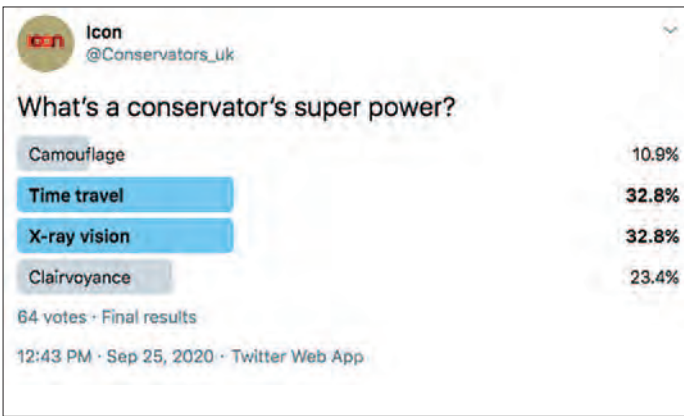 icon
Icon
@Conservators_uk
What's a conservator's super power?
Camouflage 10.9%
Time travel 32.8%
X-ray vision 32.8%
Clairvoyance 23.4%
64 votes · Final results
12:43 PM · Sep 25, 2020 · Twitter Web App